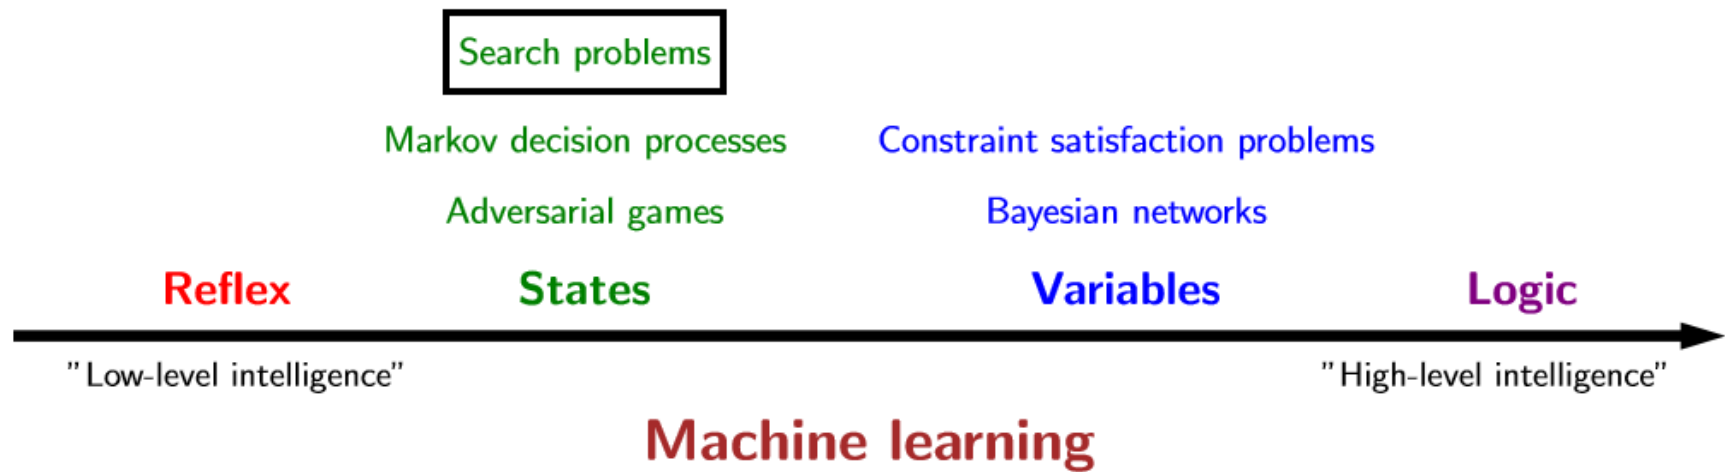 Search problems
Markov decision processes
Constraint satisfaction problems
Adversarial games
Bayesian networks
Reflex
States
Variables
Logic
"Low-level intelligence"
"High-level intelligence"
Machine learning